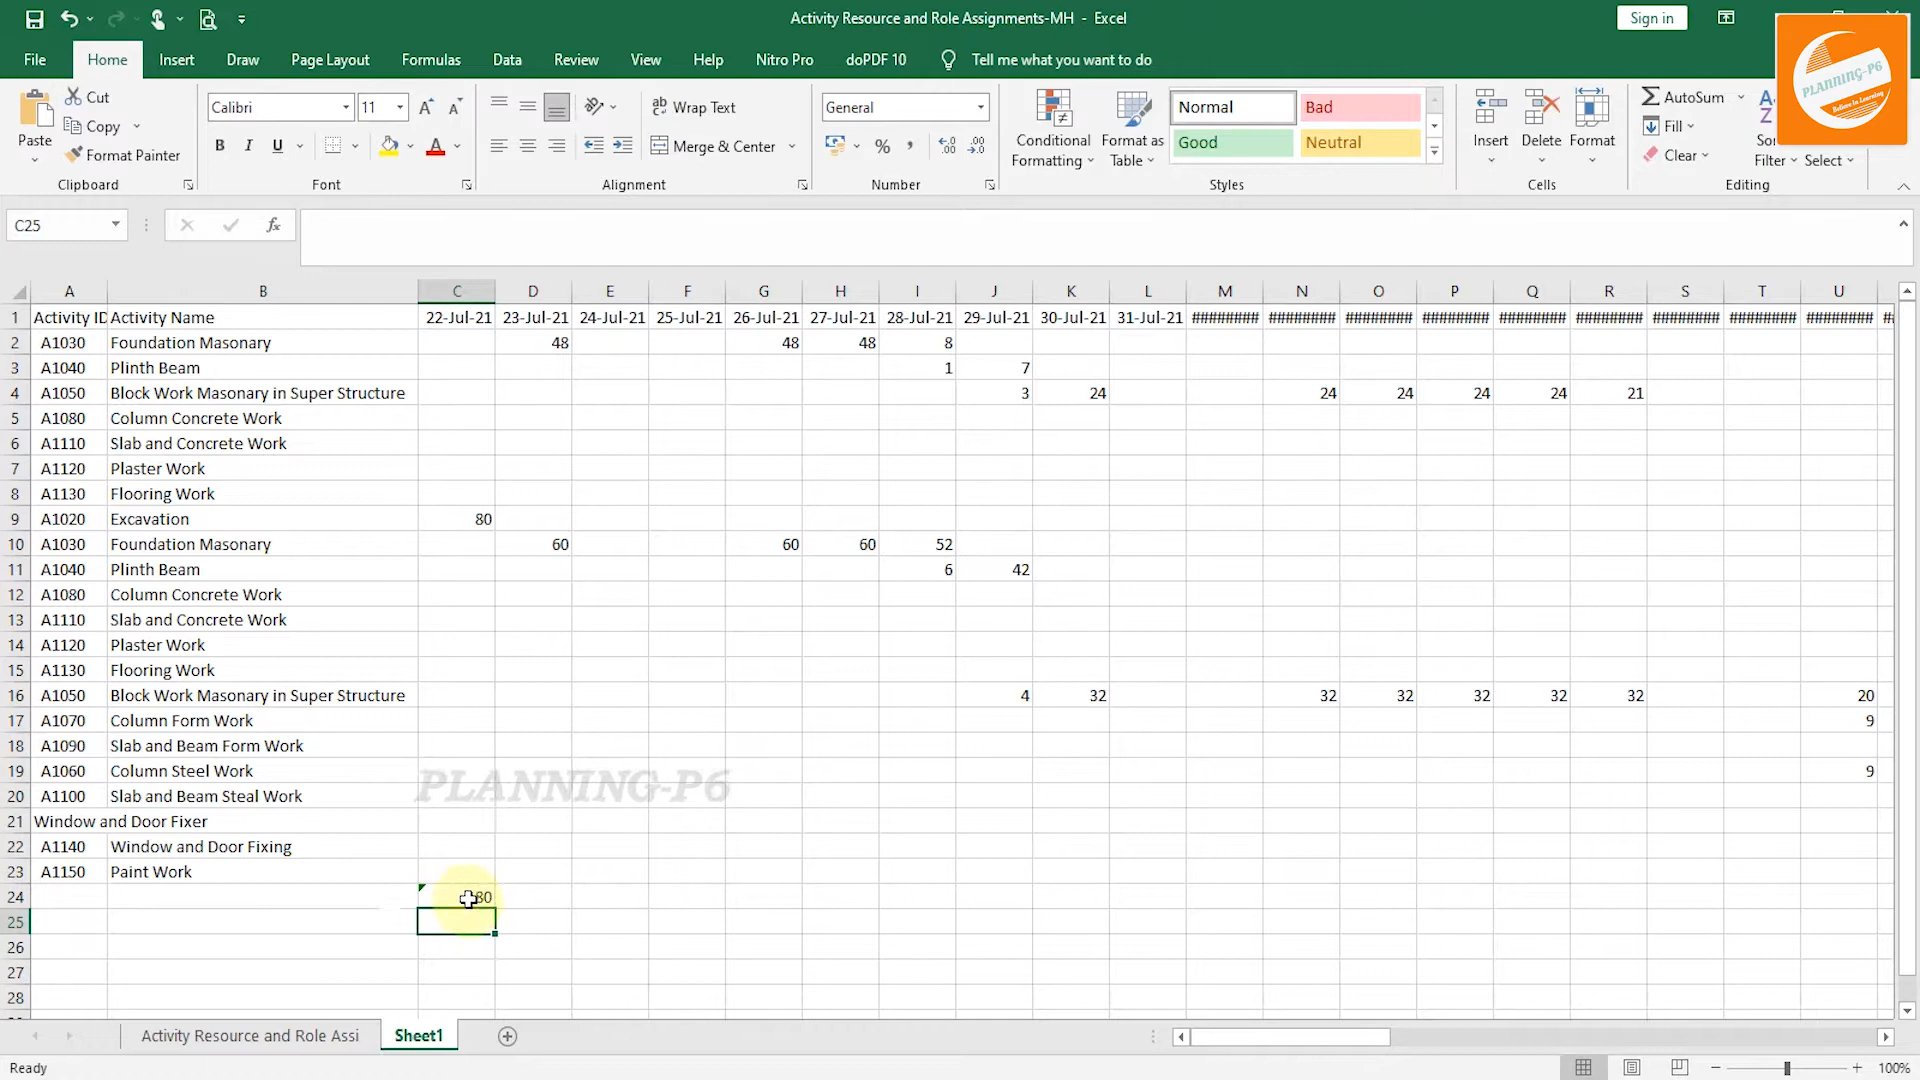 Activity Resource and Role Assignments-MH - Excel
Sign in
File Home Insert Draw Page Layout Formulas Data Review View Help Nitro Pro doPDF 10 Tell me what you want to do
PLANNING-P6
Believe In Learning
Paste
Cut
Copy
Format Painter
Clipboard
Calibri 11
B I U A
Font
Wrap Text
Merge & Center
Alignment
General
%
Number
Conditional
Formatting
Format as
Table
Normal Bad
Good Neutral
Styles
Insert Delete Format
Cells
AutoSum
Fill
Clear
Filter Select
Editing
C25
fx
A B C D E F G H I J K L M N O P Q R S T U
1 Activity ID Activity Name 22-Jul-21 23-Jul-21 24-Jul-21 25-Jul-21 26-Jul-21 27-Jul-21 28-Jul-21 29-Jul-21 30-Jul-21 31-Jul-21 ######## ######## ######## ######## ######## ######## ######## ######## ######## ##
2 A1030 Foundation Masonary 48 48 48 8
3 A1040 Plinth Beam 1 7
4 A1050 Block Work Masonary in Super Structure 3 24 24 24 24 24 21
5 A1080 Column Concrete Work
6 A1110 Slab and Concrete Work
7 A1120 Plaster Work
8 A1130 Flooring Work
9 A1020 Excavation 80
10 A1030 Foundation Masonary 60 60 60 52
11 A1040 Plinth Beam 6 42
12 A1080 Column Concrete Work
13 A1110 Slab and Concrete Work
14 A1120 Plaster Work
15 A1130 Flooring Work
16 A1050 Block Work Masonary in Super Structure 4 32 32 32 32 32 32 20
17 A1070 Column Form Work 9
18 A1090 Slab and Beam Form Work
19 A1060 Column Steel Work 9
20 A1100 Slab and Beam Steal Work
PLANNING-P6
21 Window and Door Fixer
22 A1140 Window and Door Fixing
23 A1150 Paint Work
24 80
25
26
27
28
Activity Resource and Role Assi Sheet1
Ready 100%